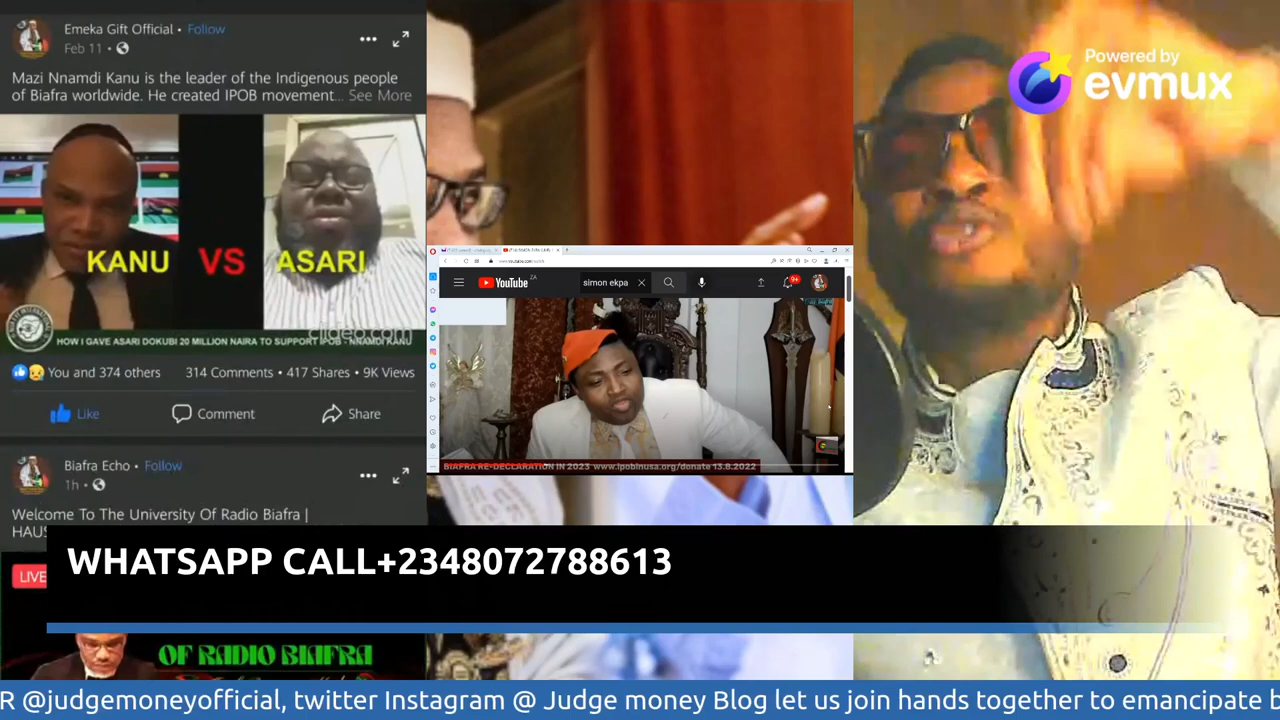 Emeka Gift Official • Follow
Feb 11 •
Mazi Nnamdi Kanu is the leader of the Indigenous people
of Biafra worldwide. He created IPOB movement... See More
KANU VS ASARI
clideo.com
HOW I GAVE ASARI DOKUBI 20 MILLION NAIRA TO SUPPORT IPOB - NNAMDI KANU
You and 374 others 314 Comments • 417 Shares • 9K Views
Like Comment Share
Biafra Echo • Follow
1h •
Welcome To The University Of Radio Biafra |
HAUS
LIVE
OF RADIO BIAFRA
YouTube ZA
simon ekpa
9+
BIAFRA RE-DECLARATION IN 2023 www.ipobinusa.org/donate 13.8.2022
Powered by
evmux
WHATSAPP CALL+2348072788613
R @judgemoneyofficial, twitter Instagram @ Judge money Blog let us join hands together to emancipate b